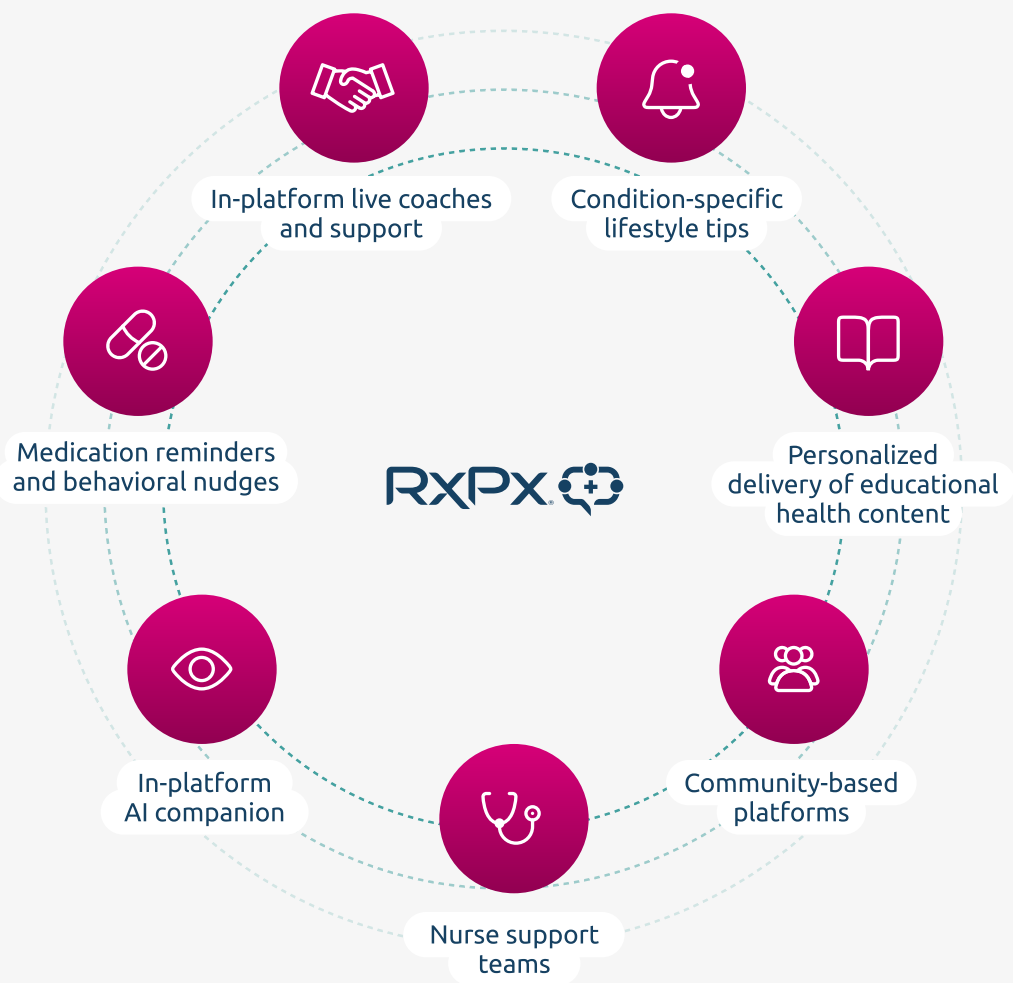 In-platform live coaches
and support
Condition-specific
lifestyle tips
Medication reminders
and behavioral nudges
RxPx®
Personalized
delivery of educational
health content
In-platform
AI companion
Community-based
platforms
Nurse support
teams